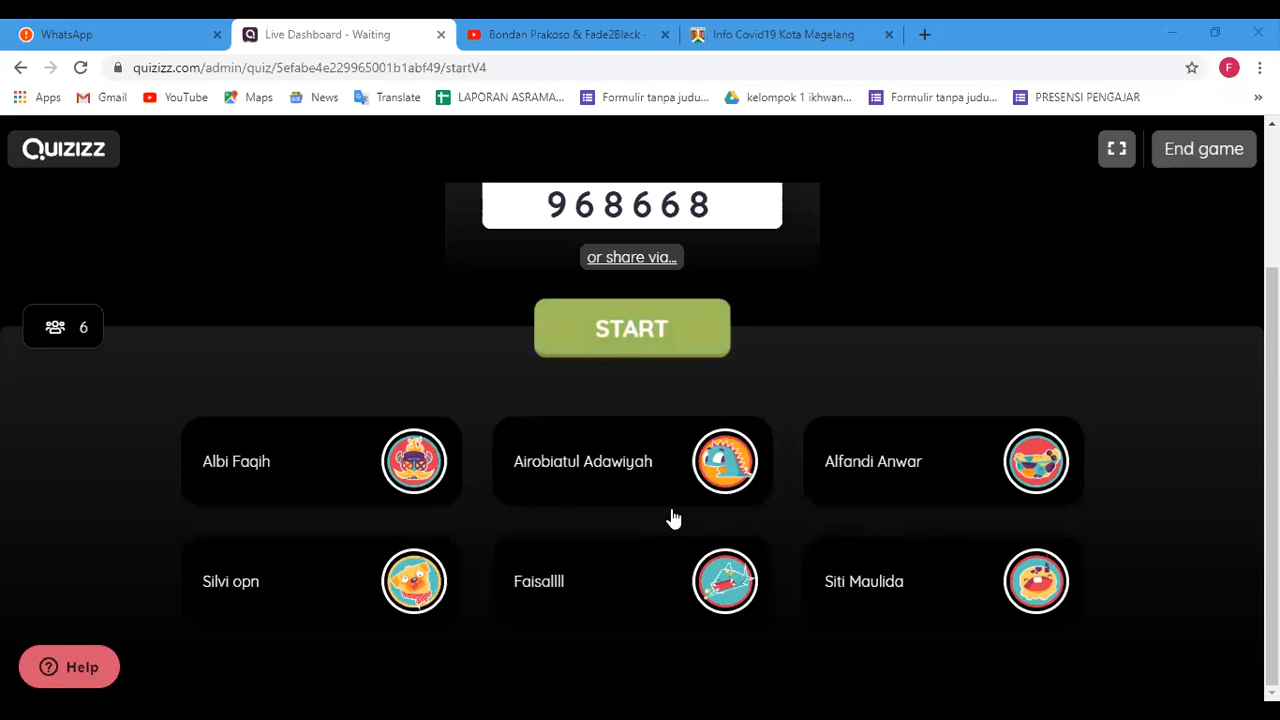 WhatsApp
Live Dashboard - Waiting
Bondan Prakoso & Fade2Black -
Info Covid19 Kota Magelang
quizizz.com/admin/quiz/5efabe4e229965001b1abf49/startV4
F
Apps
Gmail
YouTube
Maps
News
Translate
LAPORAN ASRAMA...
Formulir tanpa judu...
kelompok 1 ikhwan...
Formulir tanpa judu...
PRESENSI PENGAJAR
Quizizz
End game
968668
or share via...
6
START
Albi Faqih
Airobiatul Adawiyah
Alfandi Anwar
Silvi opn
Faisallll
Siti Maulida
Help